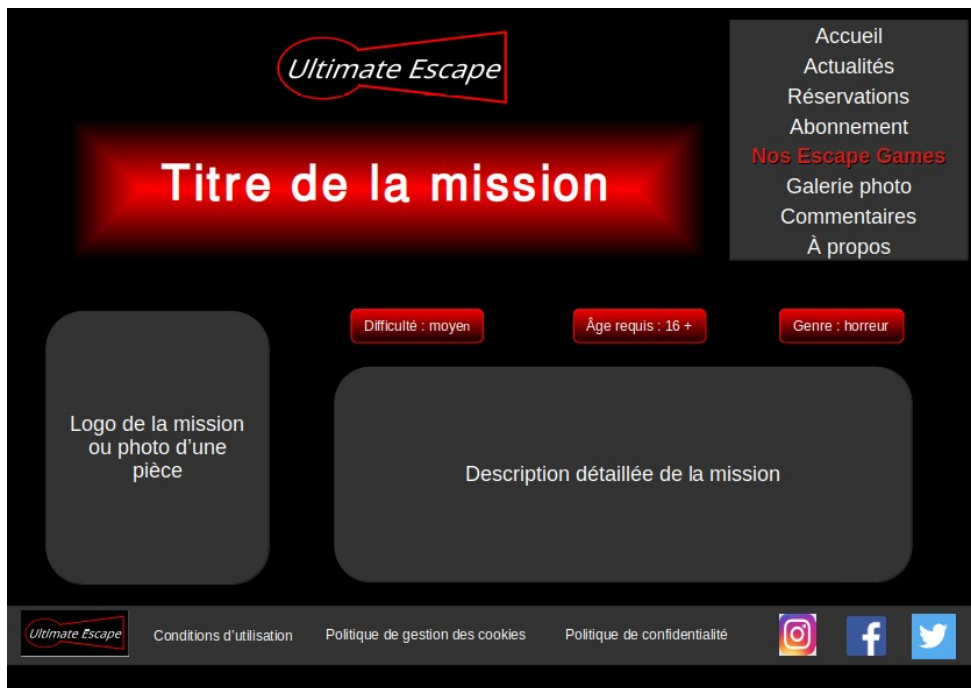 Ultimate Escape
Accueil
Actualités
Réservations
Abonnement
Nos Escape Games
Galerie photo
Commentaires
À propos
Titre de la mission
Difficulté : moyen
Âge requis : 16 +
Genre : horreur
Logo de la mission
ou photo d'une
pièce
Description détaillée de la mission
Ultimate Escape
Conditions d'utilisation
Politique de gestion des cookies
Politique de confidentialité